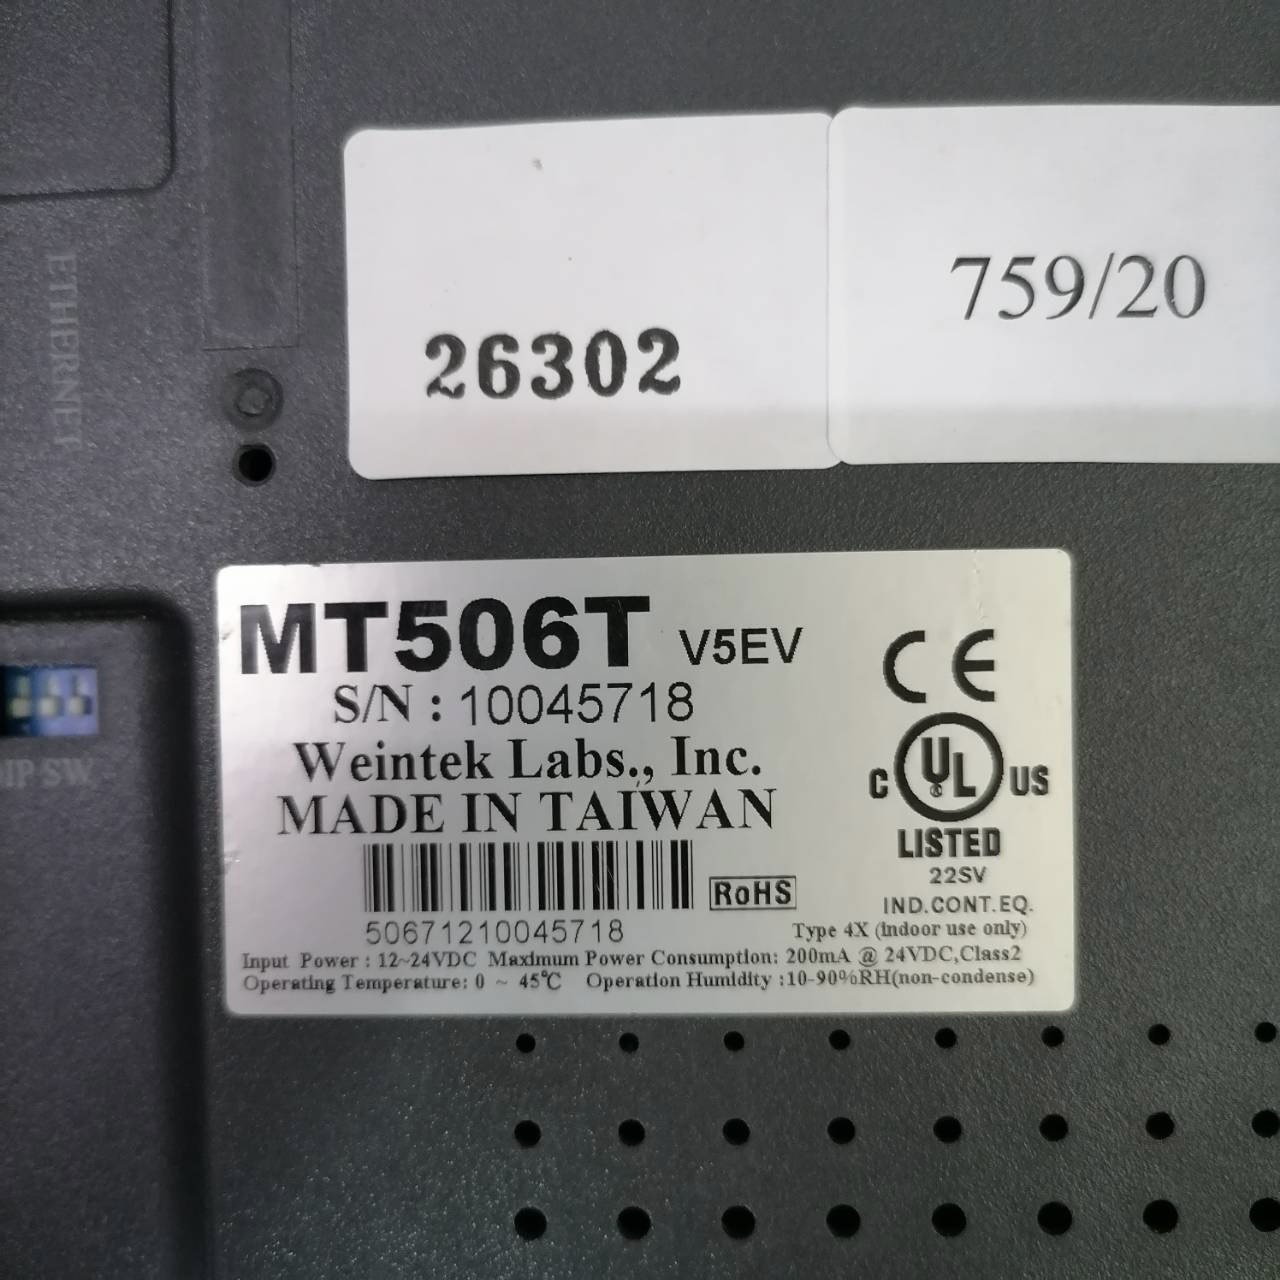 ETHERNET
26302
759/20
MT506T V5EV
S/N : 10045718
Weintek Labs., Inc.
MADE IN TAIWAN
50671210045718
RoHS
CE
C UL US
®
LISTED
22SV
IND.CONT.EQ.
Type 4X (Indoor use only)
Input Power : 12~24VDC Maximum Power Consumption: 200mA @ 24VDC,Class2
Operating Temperature: 0 ~ 45℃ Operation Humidity :10-90%RH(non-condense)
DIP SW